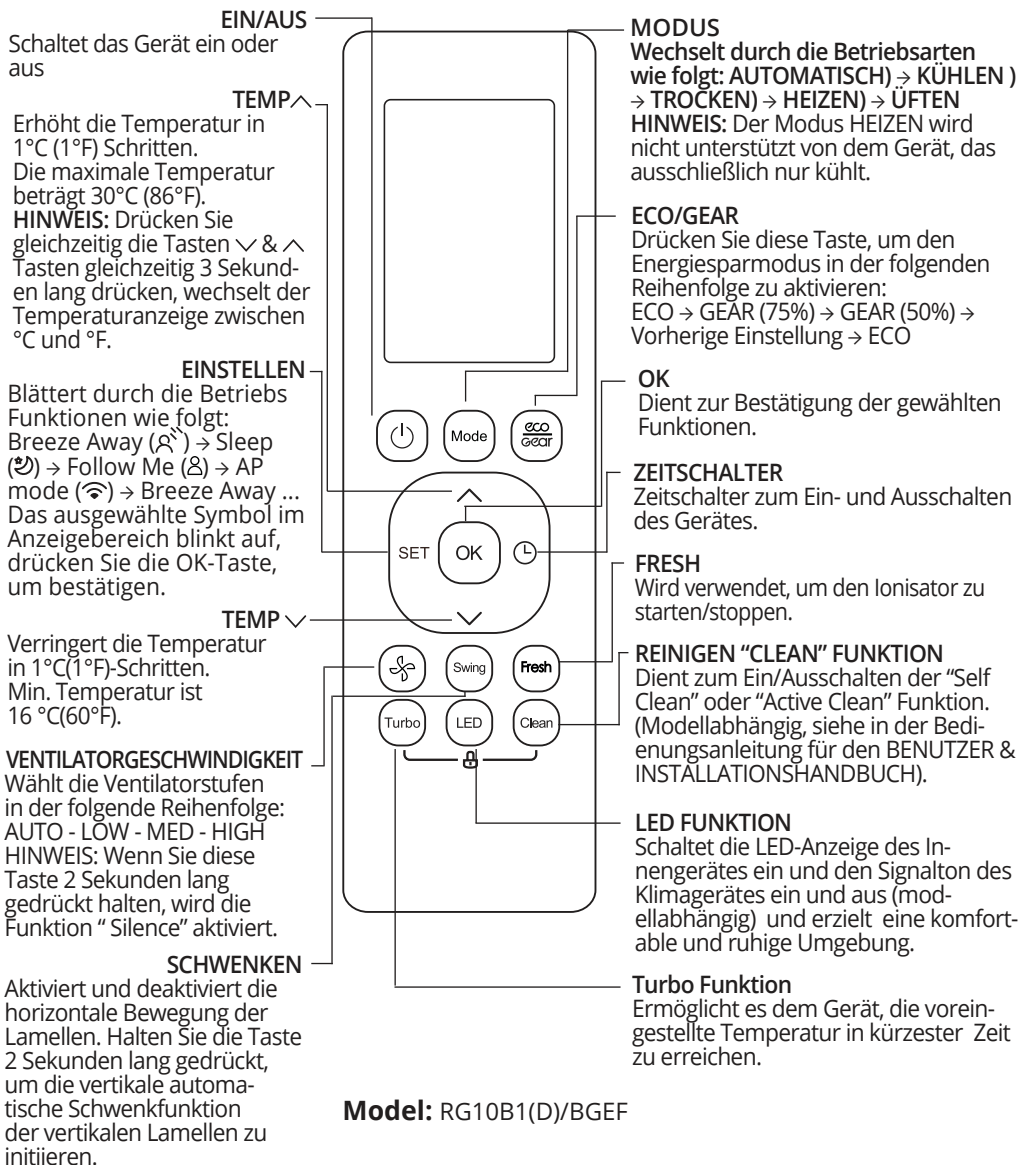 EIN/AUS
Schaltet das Gerät ein oder
aus
TEMP
Erhöht die Temperatur in
1°C (1°F) Schritten.
Die maximale Temperatur
beträgt 30°C (86°F).
HINWEIS: Drücken Sie
gleichzeitig die Tasten ∨ & ∧
Tasten gleichzeitig 3 Sekund-
en lang drücken, wechselt der
Temperaturanzeige zwischen
°C und °F.
EINSTELLEN
Blättert durch die Betriebs
Funktionen wie folgt:
Breeze Away () → Sleep
() → Follow Me () → AP
mode () → Breeze Away ...
Das ausgewählte Symbol im
Anzeigebereich blinkt auf,
drücken Sie die OK-Taste,
um bestätigen.
TEMP
Verringert die Temperatur
in 1°C(1°F)-Schritten.
Min. Temperatur ist
16 °C(60°F).
VENTILATORGESCHWINDIGKEIT
Wählt die Ventilatorstufen
in der folgende Reihenfolge:
AUTO - LOW - MED - HIGH
HINWEIS: Wenn Sie diese
Taste 2 Sekunden lang
gedrückt halten, wird die
Funktion “ Silence” aktiviert.
SCHWENKEN
Aktiviert und deaktiviert die
horizontale Bewegung der
Lamellen. Halten Sie die Taste
2 Sekunden lang gedrückt,
um die vertikale automa-
tische Schwenkfunktion
der vertikalen Lamellen zu
initiieren.
Mode
eco
Gear
SET
OK
Swing
Fresh
Turbo
LED
Clean
Model: RG10B1(D)/BGEF
MODUS
Wechselt durch die Betriebsarten
wie folgt: AUTOMATISCH) → KÜHLEN )
→ TROCKEN) → HEIZEN) → ÜFTEN
HINWEIS: Der Modus HEIZEN wird
nicht unterstützt von dem Gerät, das
ausschließlich nur kühlt.
ECO/GEAR
Drücken Sie diese Taste, um den
Energiesparmodus in der folgenden
Reihenfolge zu aktivieren:
ECO → GEAR (75%) → GEAR (50%) →
Vorherige Einstellung → ECO
OK
Dient zur Bestätigung der gewählten
Funktionen.
ZEITSCHALTER
Zeitschalter zum Ein- und Ausschalten
des Gerätes.
FRESH
Wird verwendet, um den Ionisator zu
starten/stoppen.
REINIGEN “CLEAN” FUNKTION
Dient zum Ein/Ausschalten der “Self
Clean” oder “Active Clean” Funktion.
(Modellabhängig, siehe in der Bedi-
enungsanleitung für den BENUTZER &
INSTALLATIONSHANDBUCH).
LED FUNKTION
Schaltet die LED-Anzeige des In-
nengerätes ein und den Signalton des
Klimagerätes ein und aus (mod-
ellabhängig) und erzielt eine komfort-
able und ruhige Umgebung.
Turbo Funktion
Ermöglicht es dem Gerät, die vorein-
gestellte Temperatur in kürzester Zeit
zu erreichen.